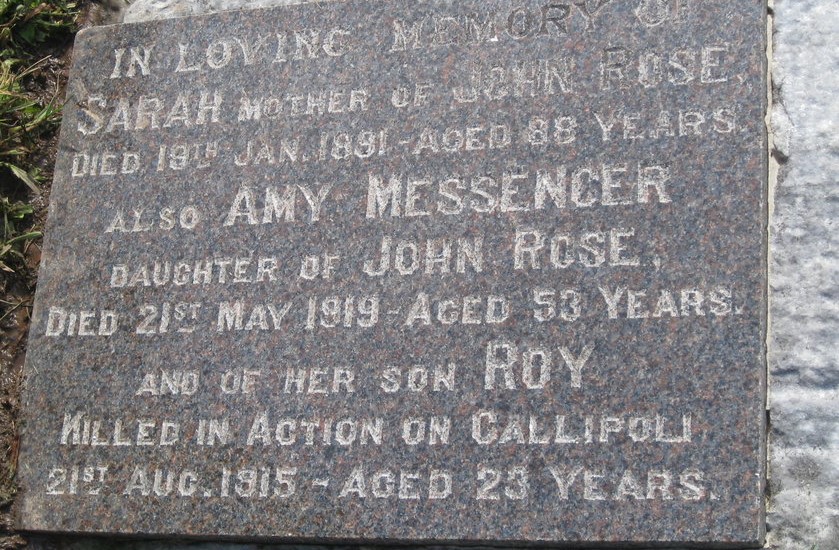 IN LOVING MEMORY OF
SARAH MOTHER OF JOHN ROSE.
DIED 19TH JAN. 1881 - AGED 88 YEARS.
ALSO AMY MESSENGER
DAUGHTER OF JOHN ROSE.
DIED 21ST MAY 1919 - AGED 53 YEARS.
AND OF HER SON ROY
KILLED IN ACTION ON GALLIPOLI
21ST AUG. 1915 - AGED 23 YEARS.